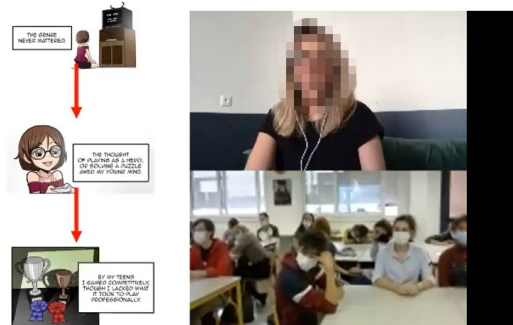 THE GENRE
NEVER MATTERED.
THE THOUGHT
OF PLAYING AS A HERO,
OR SOLVING A PUZZLE
AWED MY YOUNG MIND.
BY MY TEENS
I GAMED COMPETITIVELY,
THOUGH I LACKED WHAT
IT TOOK TO PLAY
PROFESSIONALLY.